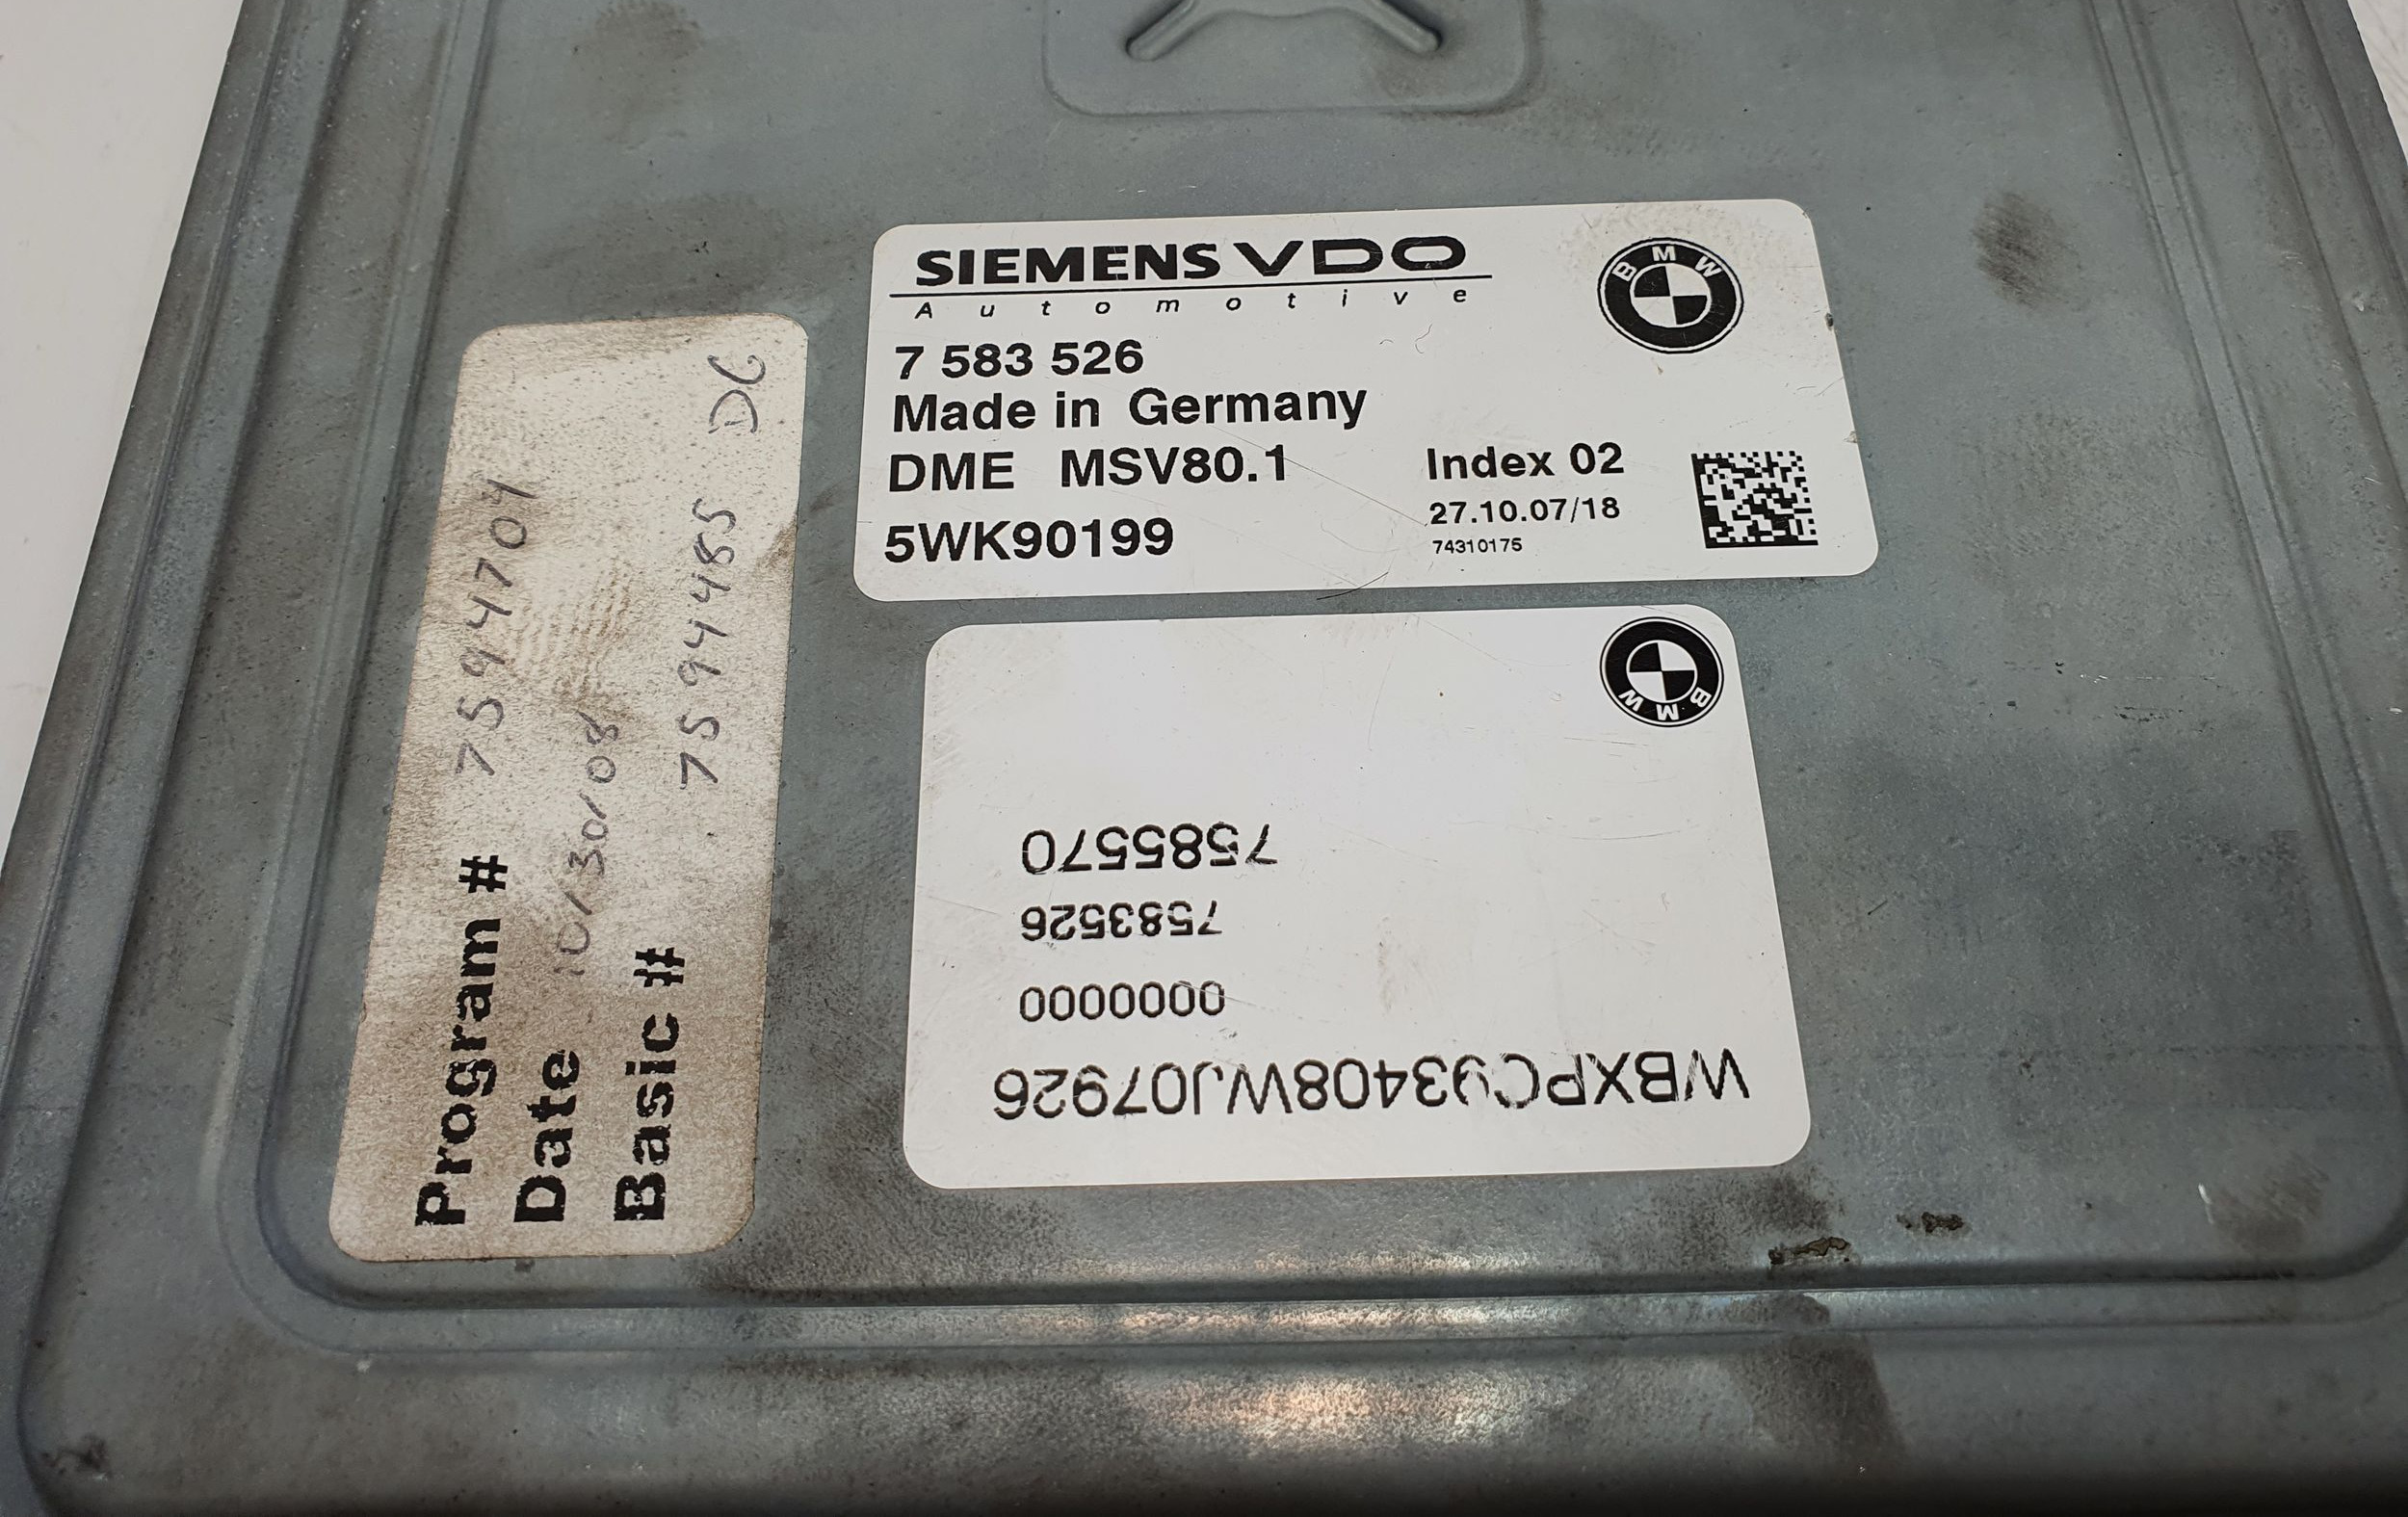 SIEMENS VDO
Automotive
BMW
7 583 526
Made in Germany
DME MSV80.1 Index 02
27.10.07/18
5WK90199
74310175
Program # 7594704
Date 10/30/08
Basic # 7594485 DC
BMW
WBXPC93408WJ07926
0000000
7583526
7585570